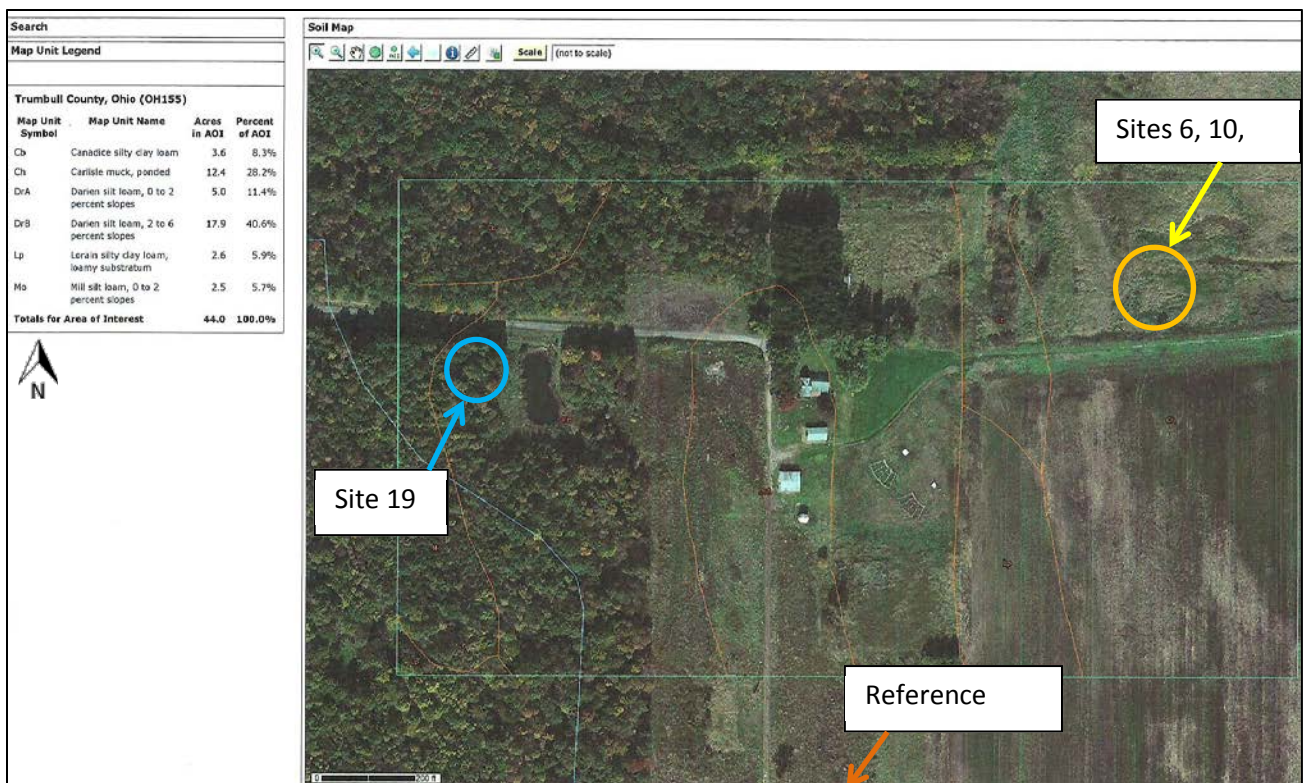 Search
Map Unit Legend
Trumbull County, Ohio (OH155)
Map Unit Symbol Map Unit Name Acres in AOI Percent of AOI
Cb Canadice silty clay loam 3.6 8.3%
Ch Carlisle muck, ponded 12.4 28.2%
DrA Darien silt loam, 0 to 2 percent slopes 5.0 11.4%
DrB Darien silt loam, 2 to 6 percent slopes 17.9 40.6%
Lp Lorain silty clay loam, loamy substratum 2.6 5.9%
Mo Mill silt loam, 0 to 2 percent slopes 2.5 5.7%
Totals for Area of Interest 44.0 100.0%
N
Soil Map
Scale (not to scale)
Sites 6, 10,
Site 19
Reference
0 200 ft